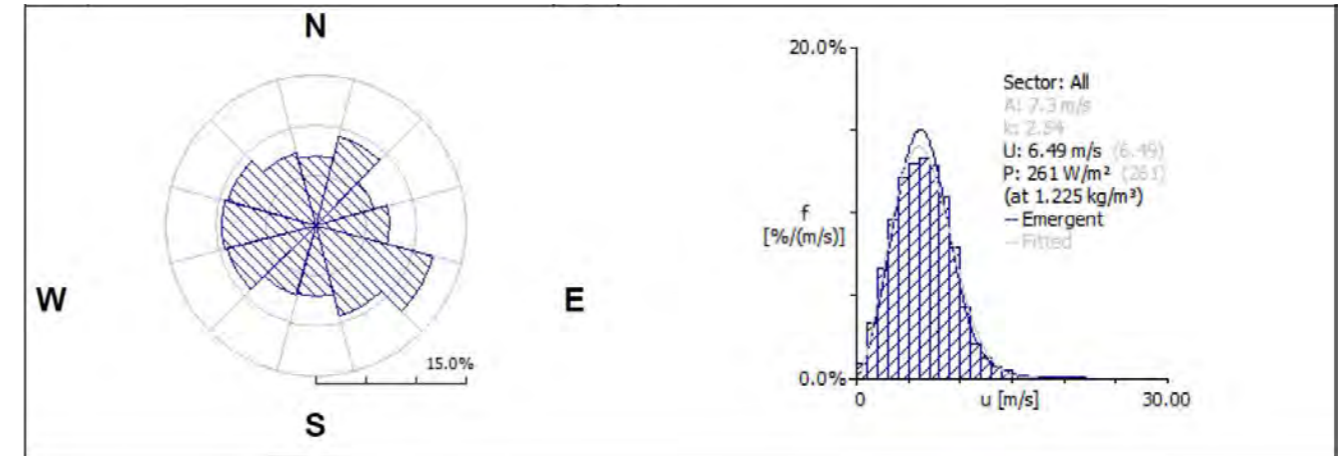 N
W
E
S
15.0%
20.0%
f
[%/(m/s)]
0.0%
0
u [m/s]
30.00
Sector: All
A: 7.3 m/s
k: 2.54
U: 6.49 m/s (6.49)
P: 261 W/m² (261)
(at 1.225 kg/m³)
-- Emergent
-- Fitted